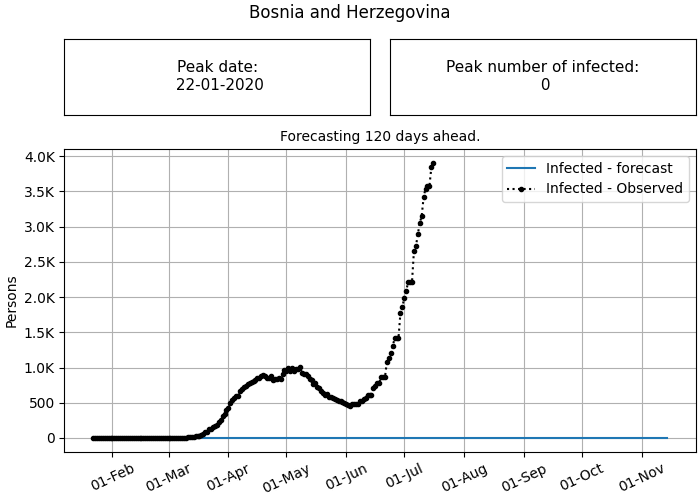 Bosnia and Herzegovina
Peak date:
22-01-2020
Peak number of infected:
0
Forecasting 120 days ahead.
Infected - forecast
Infected - Observed
4.0K
3.5K
3.0K
2.5K
2.0K
1.5K
1.0K
500
0
Persons
01-Feb
01-Mar
01-Apr
01-May
01-Jun
01-Jul
01-Aug
01-Sep
01-Oct
01-Nov